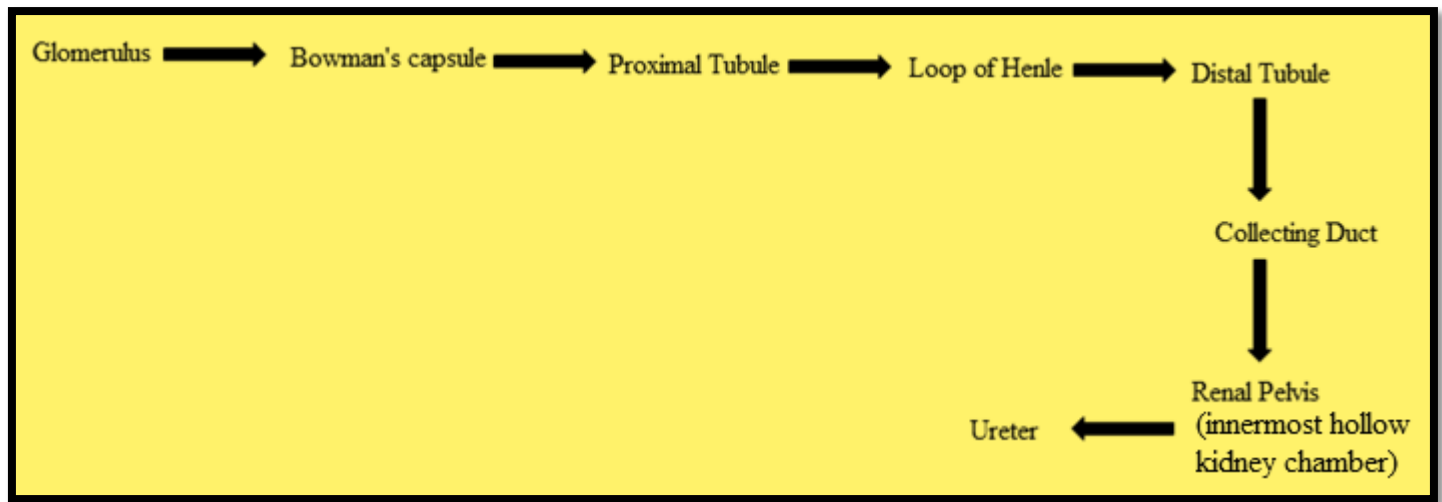 Glomerulus
Bowman's capsule
Proximal Tubule
Loop of Henle
Distal Tubule
Collecting Duct
Renal Pelvis
(innermost hollow
kidney chamber)
Ureter